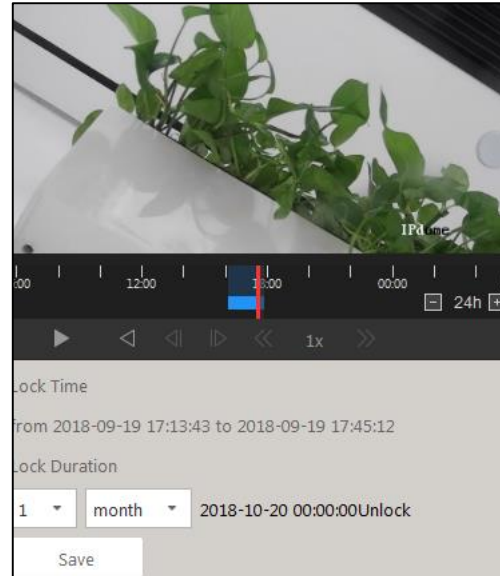 IPdome
:00 12:00 18:00 00:00
24h
1x
Lock Time
from 2018-09-19 17:13:43 to 2018-09-19 17:45:12
Lock Duration
1 month 2018-10-20 00:00:00Unlock
Save